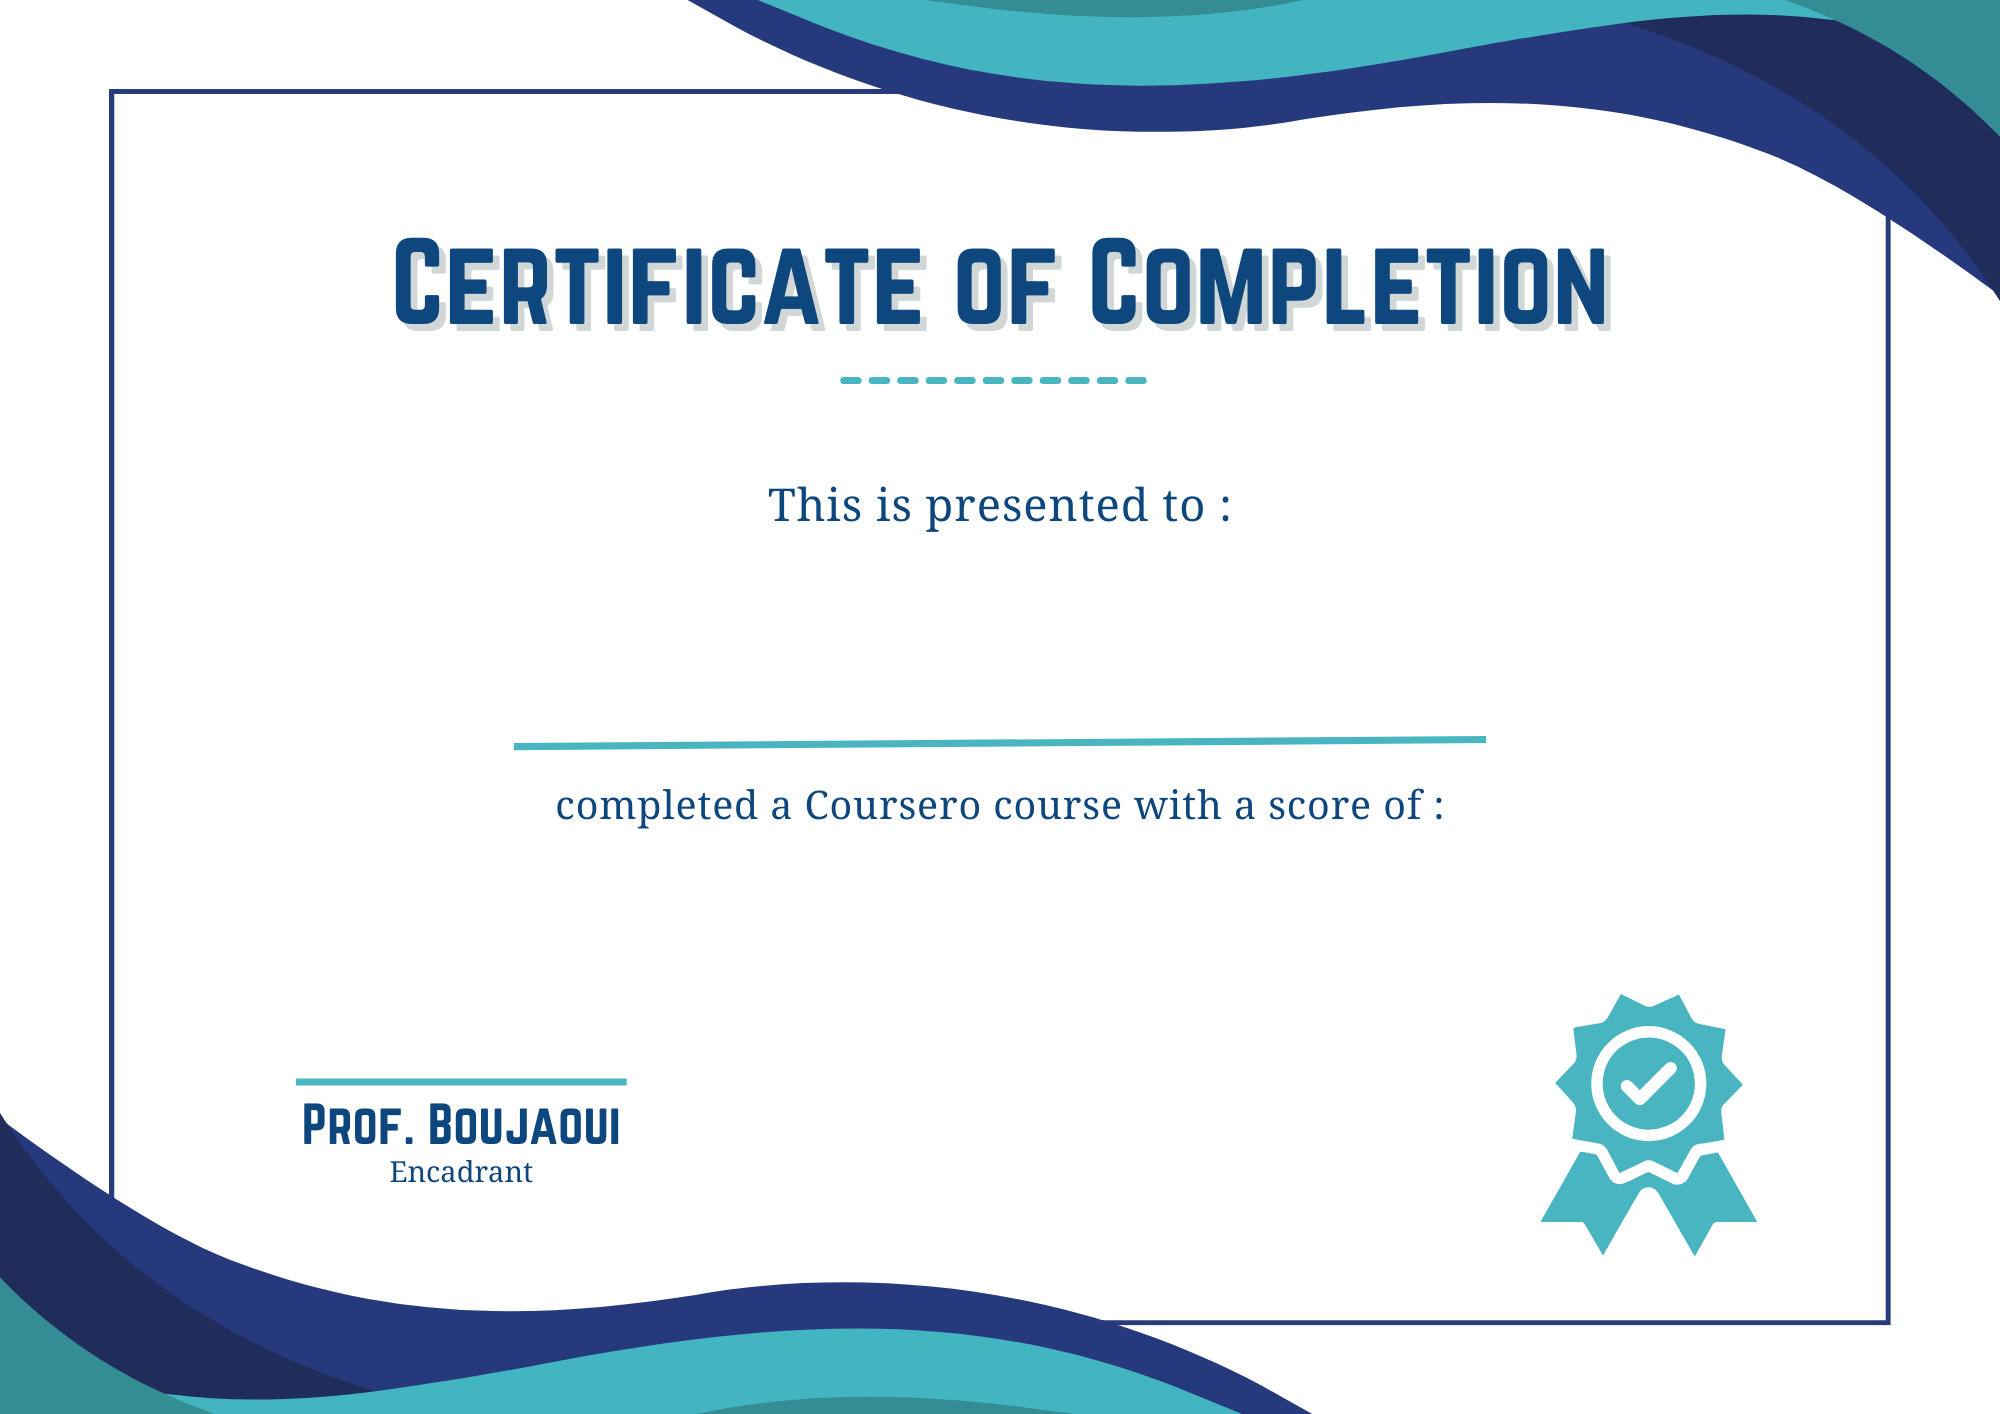 Certificate of Completion
This is presented to :
completed a Coursero course with a score of :
Prof. Boujaoui
Encadrant